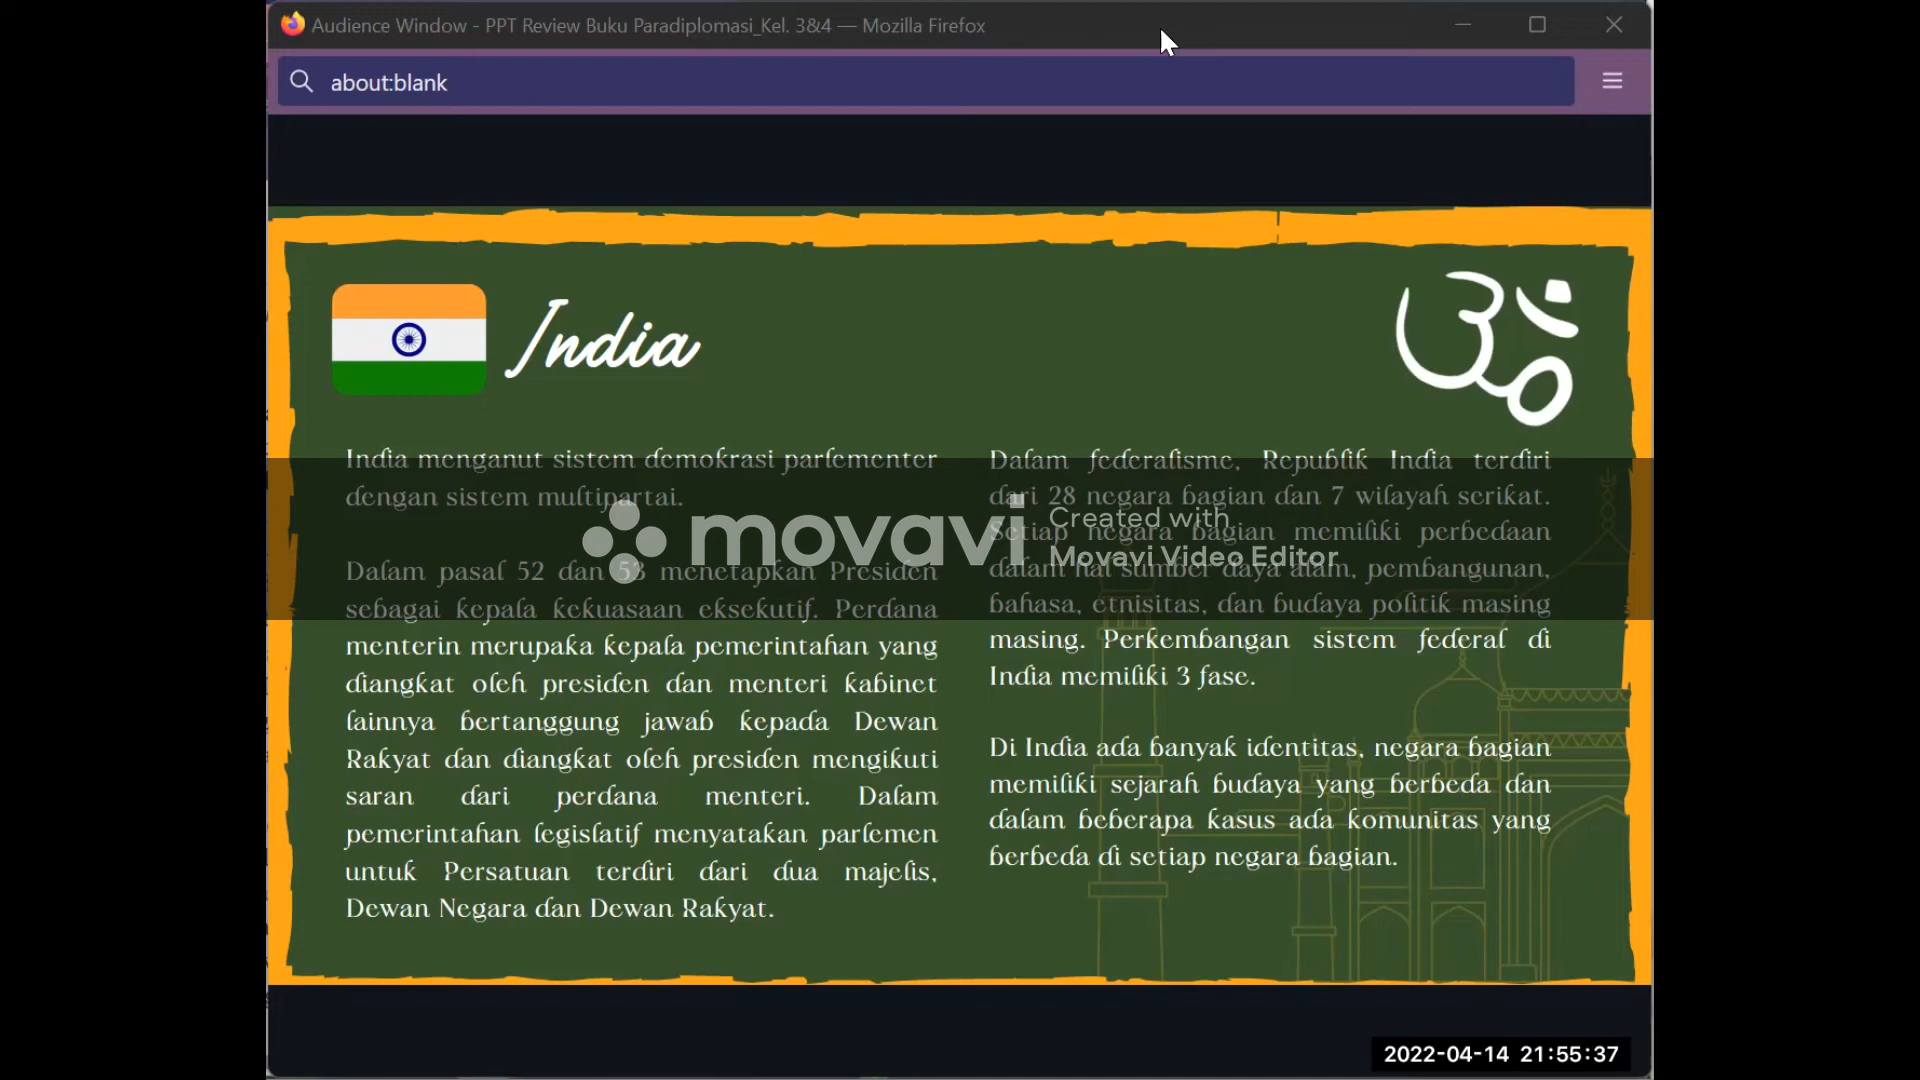 Audience Window - PPT Review Buku Paradiplomasi_Kel. 3&4 — Mozilla Firefox
about:blank
India
ॐ
India menganut sistem demokrasi parlementer
dengan sistem multipartai.
Dalam pasal 52 dan 53 menetapkan Presiden
sebagai kepala kekuasaan eksekutif. Perdana
menterin merupaka kepala pemerintahan yang
diangkat oleh presiden dan menteri kabinet
lainnya bertanggung jawab kepada Dewan
Rakyat dan diangkat oleh presiden mengikuti
saran dari perdana menteri. Dalam
pemerintahan legislatif menyatakan parlemen
untuk Persatuan terdiri dari dua majelis,
Dewan Negara dan Dewan Rakyat.
Dalam federalisme, Republik India terdiri
dari 28 negara bagian dan 7 wilayah serikat.
Setiap negara bagian memiliki perbedaan
dalam hal sumber daya alam, pembangunan,
bahasa, etnisitas, dan budaya politik masing
masing. Perkembangan sistem federal di
India memiliki 3 fase.
Di India ada banyak identitas, negara bagian
memiliki sejarah budaya yang berbeda dan
dalam beberapa kasus ada komunitas yang
berbeda di setiap negara bagian.
movavi
Created with
Movavi Video Editor
2022-04-14 21:55:37